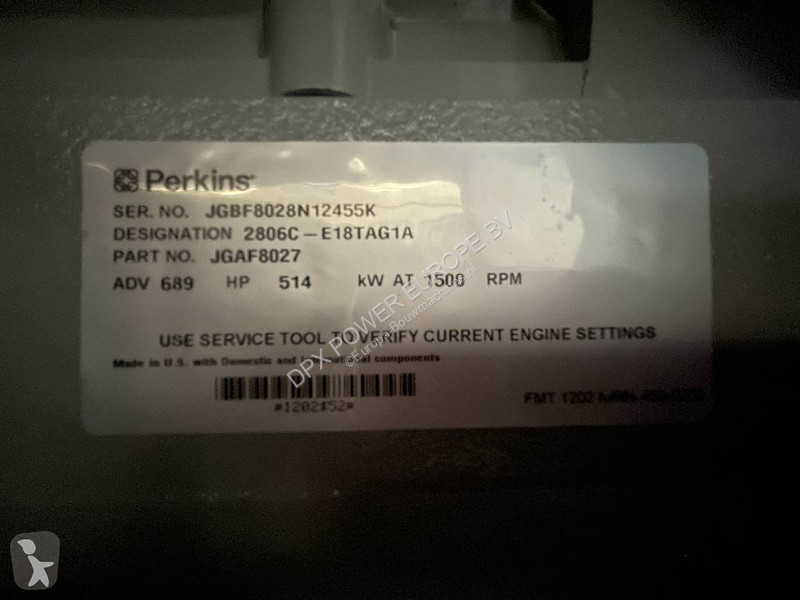 Perkins
SER. NO. JGBF8028N12455K
DESIGNATION 2806C-E18TAG1A
PART NO. JGAF8027
ADV 689 HP 514 kW AT 1500 RPM
USE SERVICE TOOL TO VERIFY CURRENT ENGINE SETTINGS
Made in U.S. with Domestic and International components
FMT 1202
DPX POWER EUROPE BV